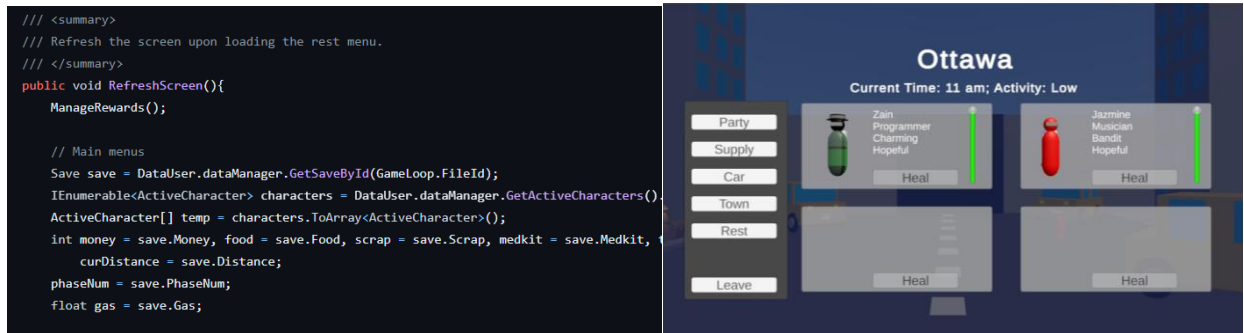 /// <summary>
/// Refresh the screen upon loading the rest menu.
/// </summary>
public void RefreshScreen(){
ManageRewards();
// Main menus
Save save = DataUser.dataManager.GetSaveById(GameLoop.FileId);
IEnumerable<ActiveCharacter> characters = DataUser.dataManager.GetActiveCharacters().
ActiveCharacter[] temp = characters.ToArray<ActiveCharacter>();
int money = save.Money, food = save.Food, scrap = save.Scrap, medkit = save.Medkit,
curDistance = save.Distance;
phaseNum = save.PhaseNum;
float gas = save.Gas;
Ottawa
Current Time: 11 am; Activity: Low
Party
Supply
Car
Town
Rest
Leave
Zain
Programmer
Charming
Hopeful
Heal
Jazmine
Musician
Bandit
Hopeful
Heal
Heal
Heal